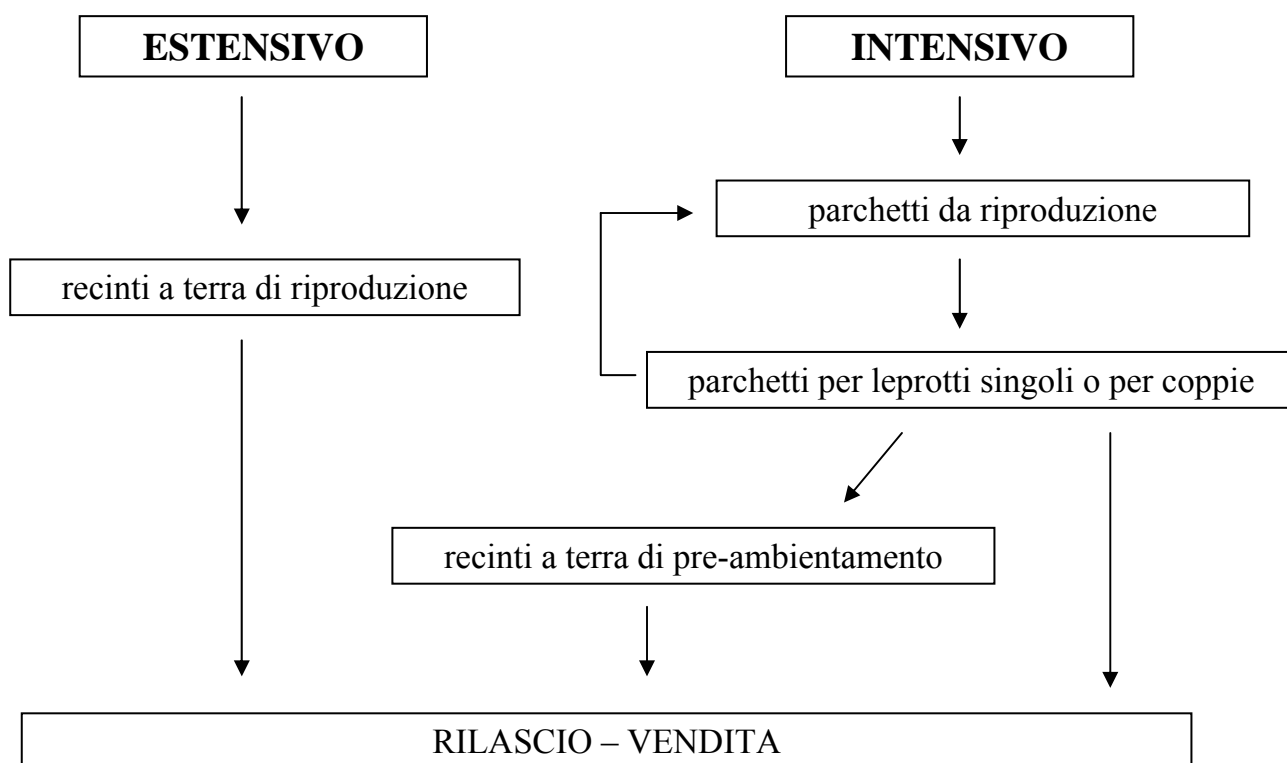 ESTENSIVO
INTENSIVO
parchetti da riproduzione
recinti a terra di riproduzione
parchetti per leprotti singoli o per coppie
recinti a terra di pre-ambientamento
RILASCIO – VENDITA